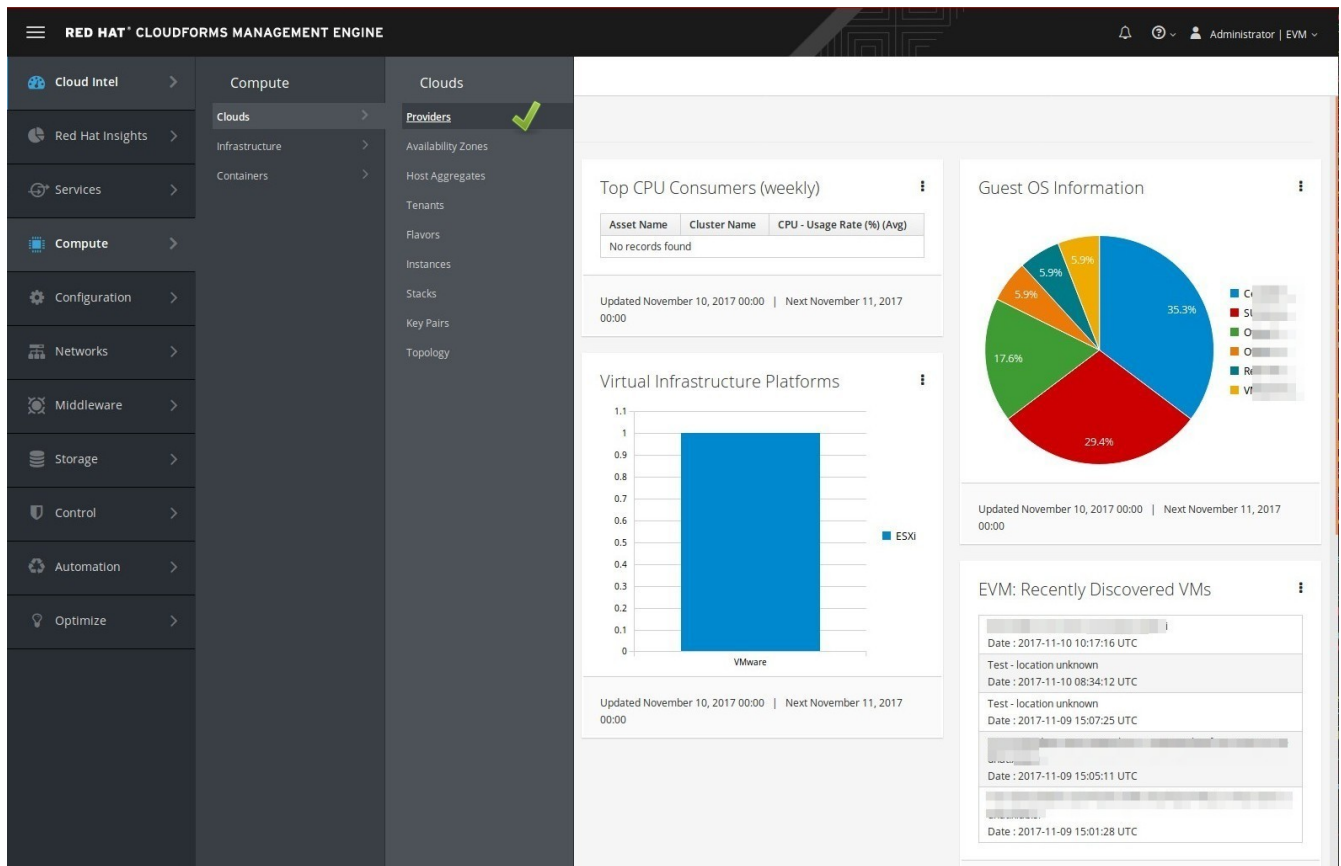 RED HAT® CLOUDFORMS MANAGEMENT ENGINE
Administrator | EVM
Cloud Intel
Red Hat Insights
Services
Compute
Configuration
Networks
Middleware
Storage
Control
Automation
Optimize
Compute
Clouds
Infrastructure
Containers
Clouds
Providers
Availability Zones
Host Aggregates
Tenants
Flavors
Instances
Stacks
Key Pairs
Topology
Top CPU Consumers (weekly)
Asset Name Cluster Name CPU - Usage Rate (%) (Avg)
No records found
Updated November 10, 2017 00:00 | Next November 11, 2017
00:00
Virtual Infrastructure Platforms
1.1
1
0.9
0.8
0.7
0.6
0.5
0.4
0.3
0.2
0.1
0
VMware
ESXi
Updated November 10, 2017 00:00 | Next November 11, 2017
00:00
Guest OS Information
5.9%
5.9%
5.9%
35.3%
17.6%
29.4%
Updated November 10, 2017 00:00 | Next November 11, 2017
00:00
EVM: Recently Discovered VMs
Date : 2017-11-10 10:17:16 UTC
Test - location unknown
Date : 2017-11-10 08:34:12 UTC
Test - location unknown
Date : 2017-11-09 15:07:25 UTC
Date : 2017-11-09 15:05:11 UTC
Date : 2017-11-09 15:01:28 UTC